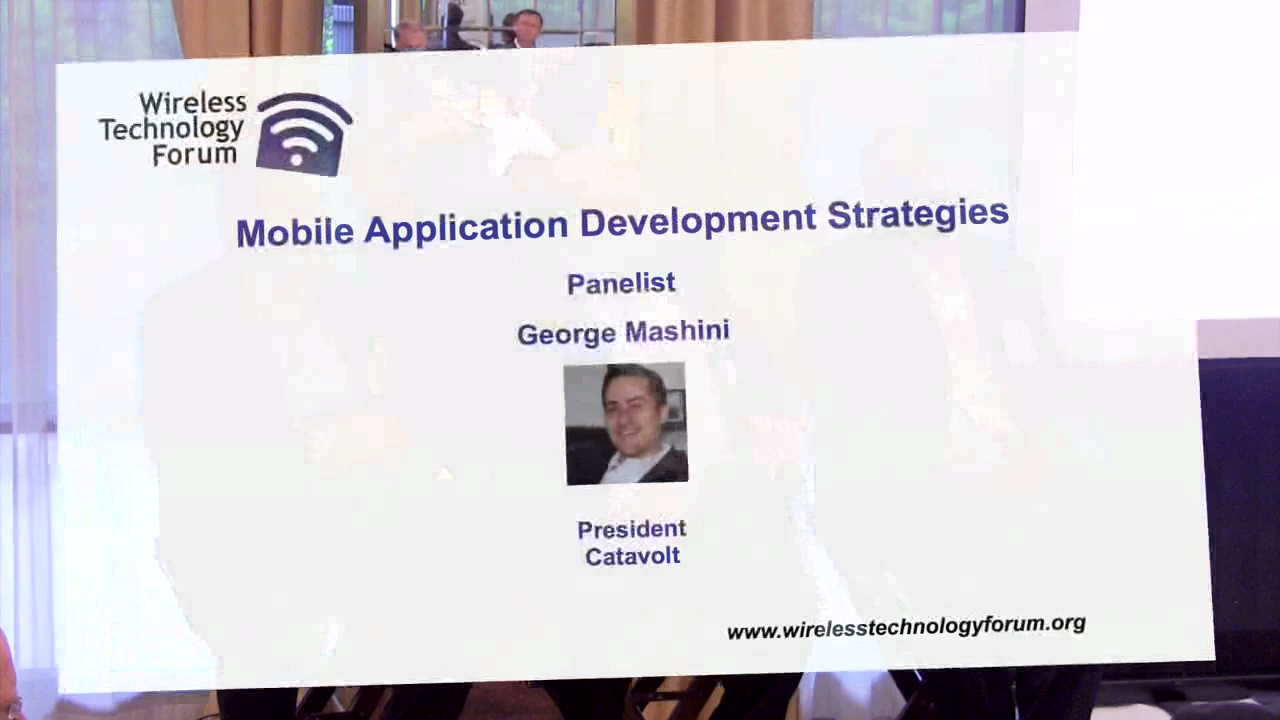 Wireless
Technology
Forum
Mobile Application Development Strategies
Panelist
George Mashini
President
Catavolt
www.wirelesstechnologyforum.org